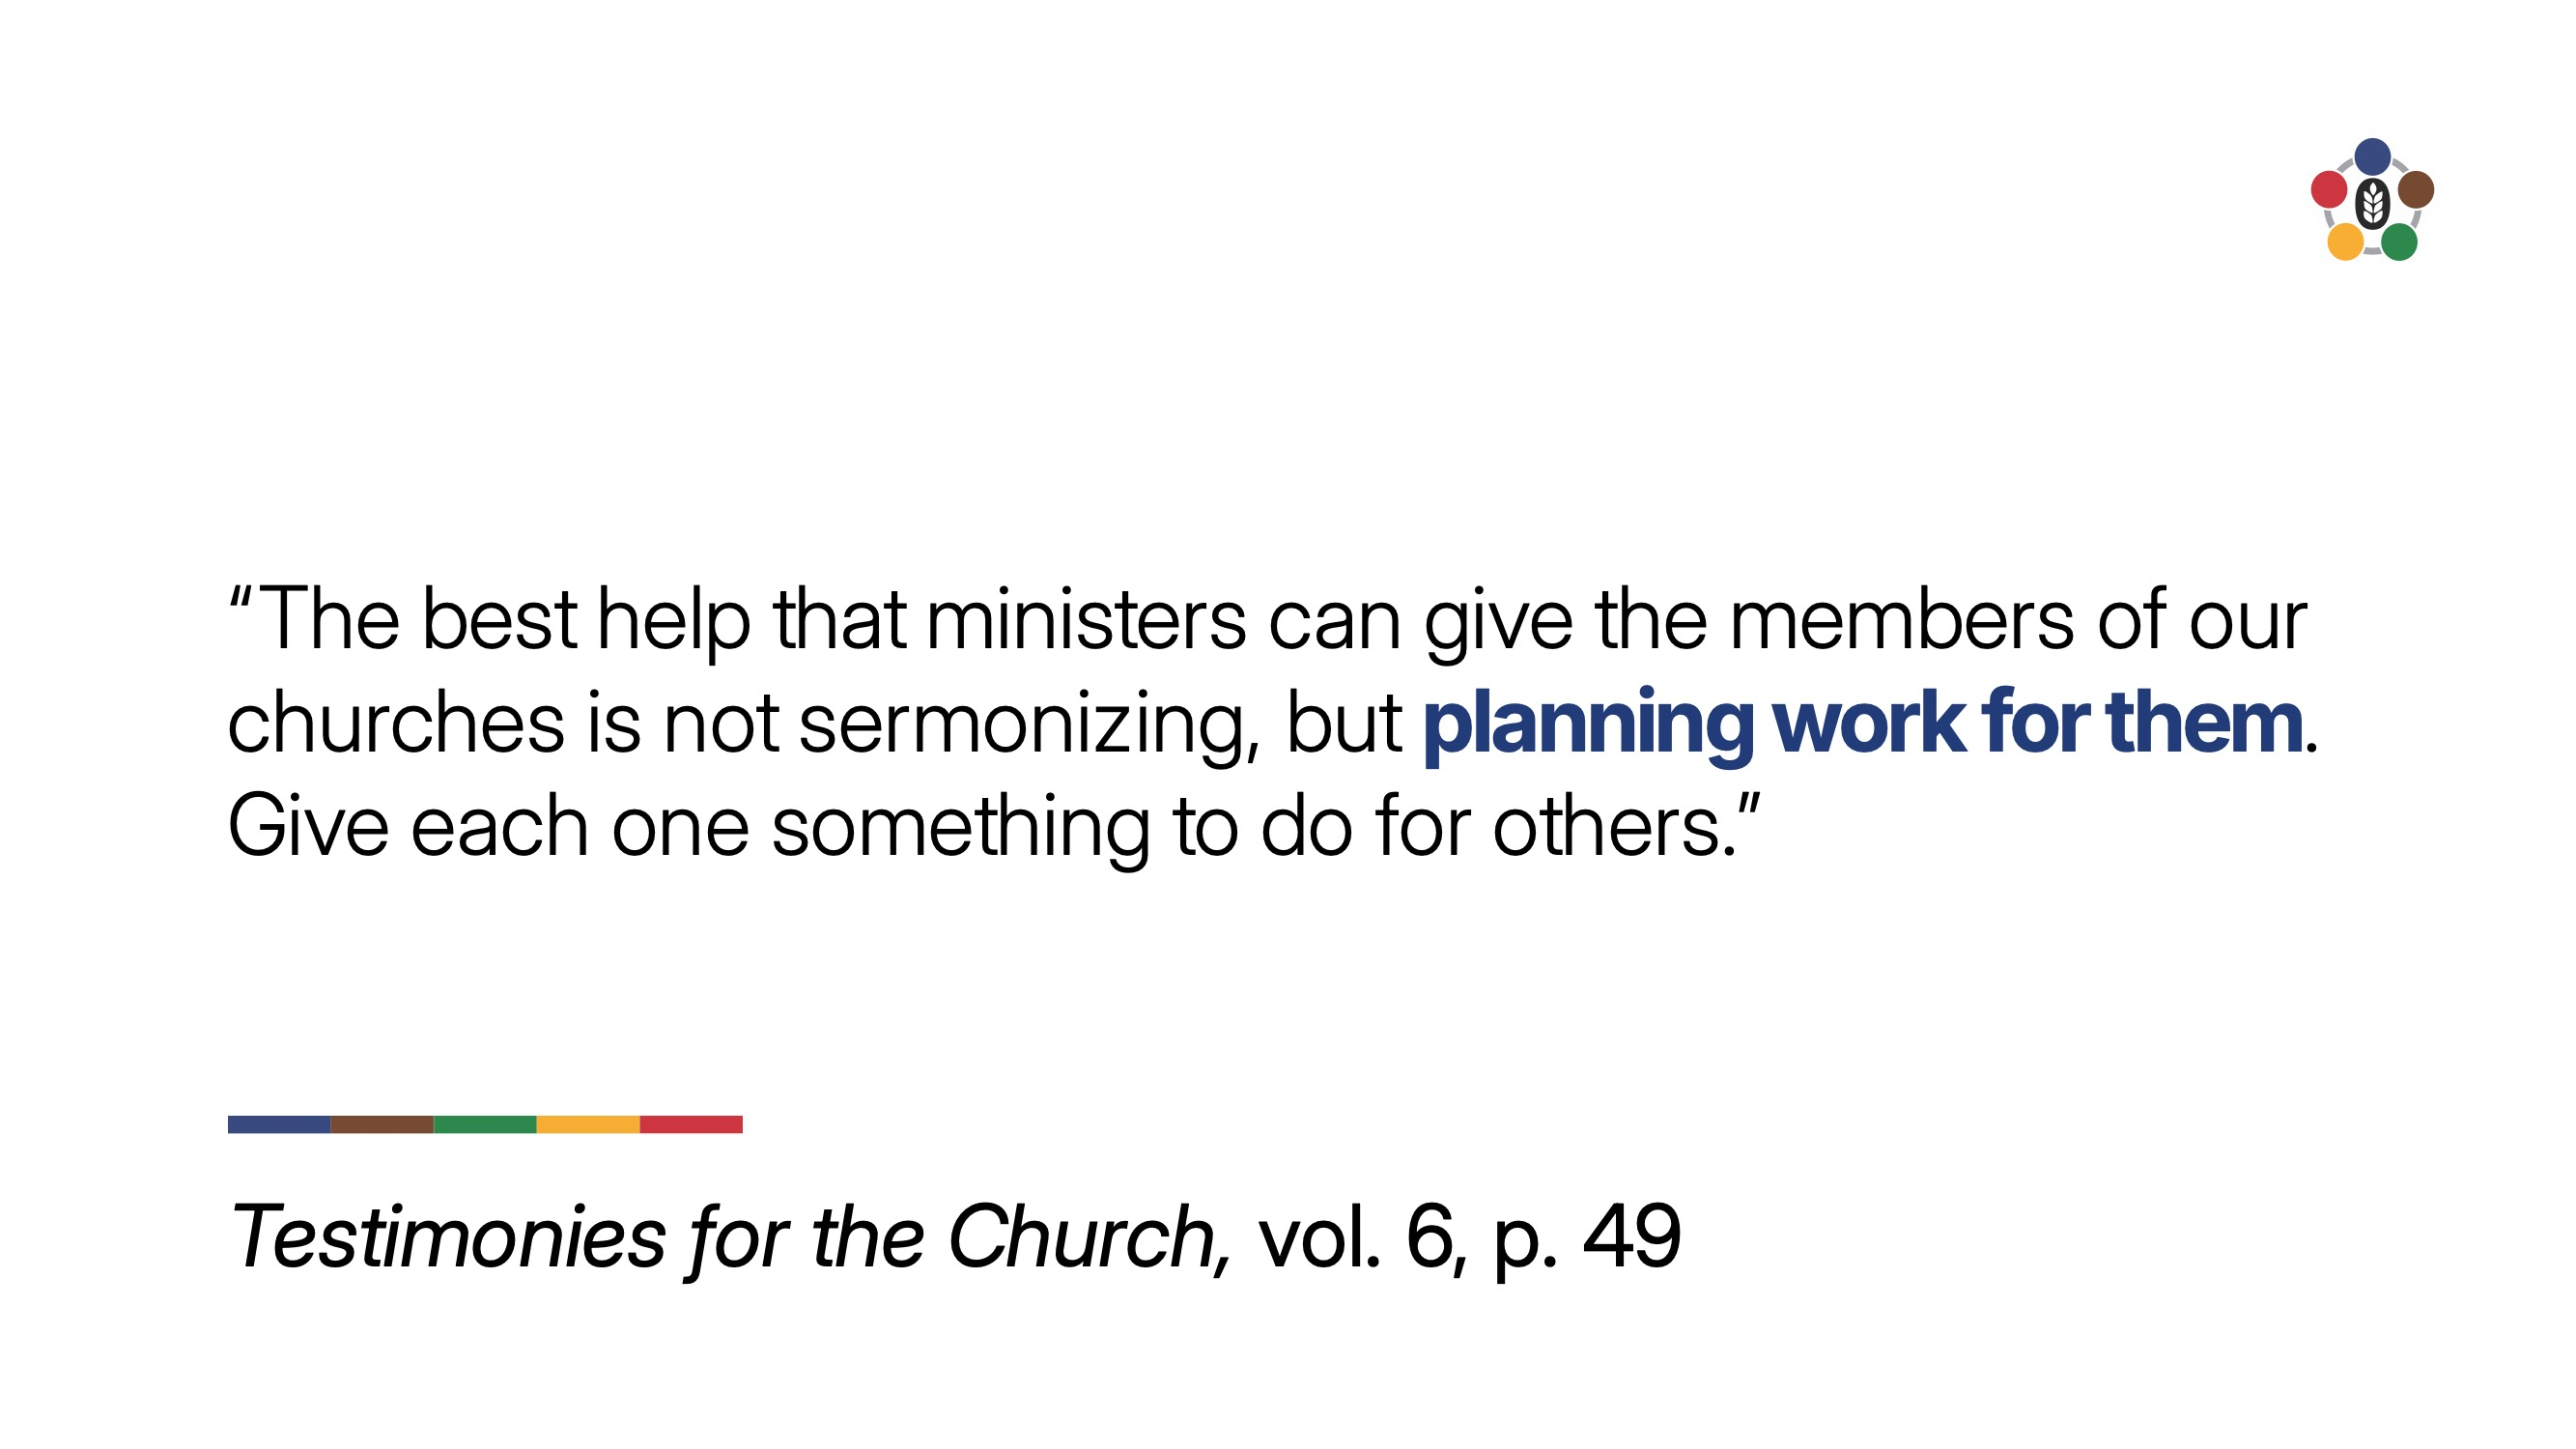 “The best help that ministers can give the members of our
churches is not sermonizing, but planning work for them.
Give each one something to do for others.”
Testimonies for the Church, vol. 6, p. 49